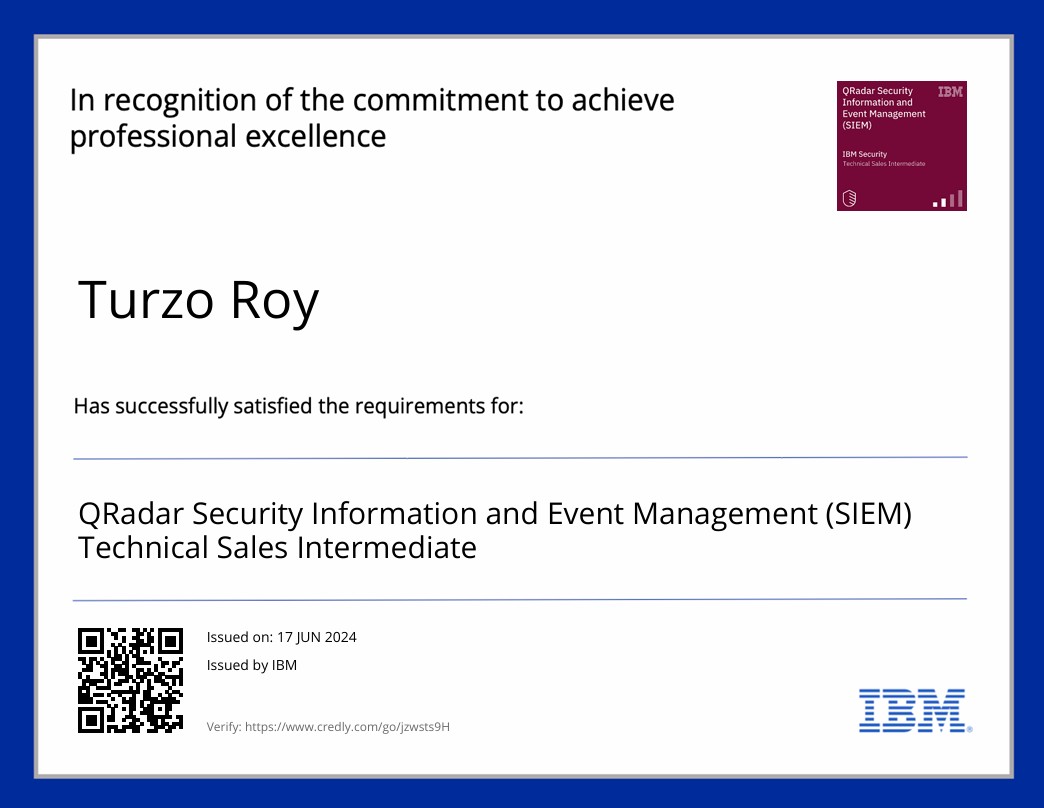 In recognition of the commitment to achieve
professional excellence
QRadar Security
Information and
Event Management
(SIEM)
IBM
IBM Security
Technical Sales Intermediate
Turzo Roy
Has successfully satisfied the requirements for:
QRadar Security Information and Event Management (SIEM)
Technical Sales Intermediate
Issued on: 17 JUN 2024
Issued by IBM
Verify: https://www.credly.com/go/jzwsts9H
IBM®